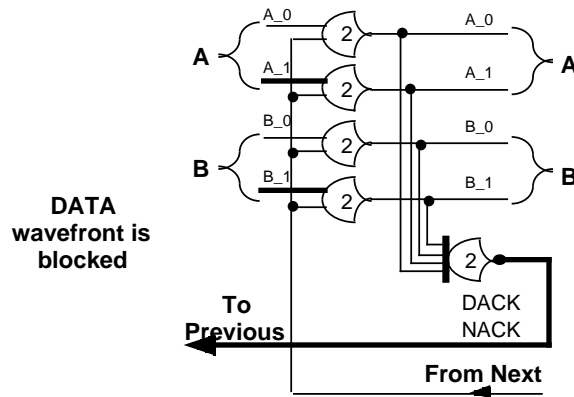 A_0
A_0
2
A
A
A_1
A_1
2
B_0
B_0
2
B
B
B_1
B_1
2
DATA
wavefront is
blocked
2
To
Previous
DACK
NACK
From Next